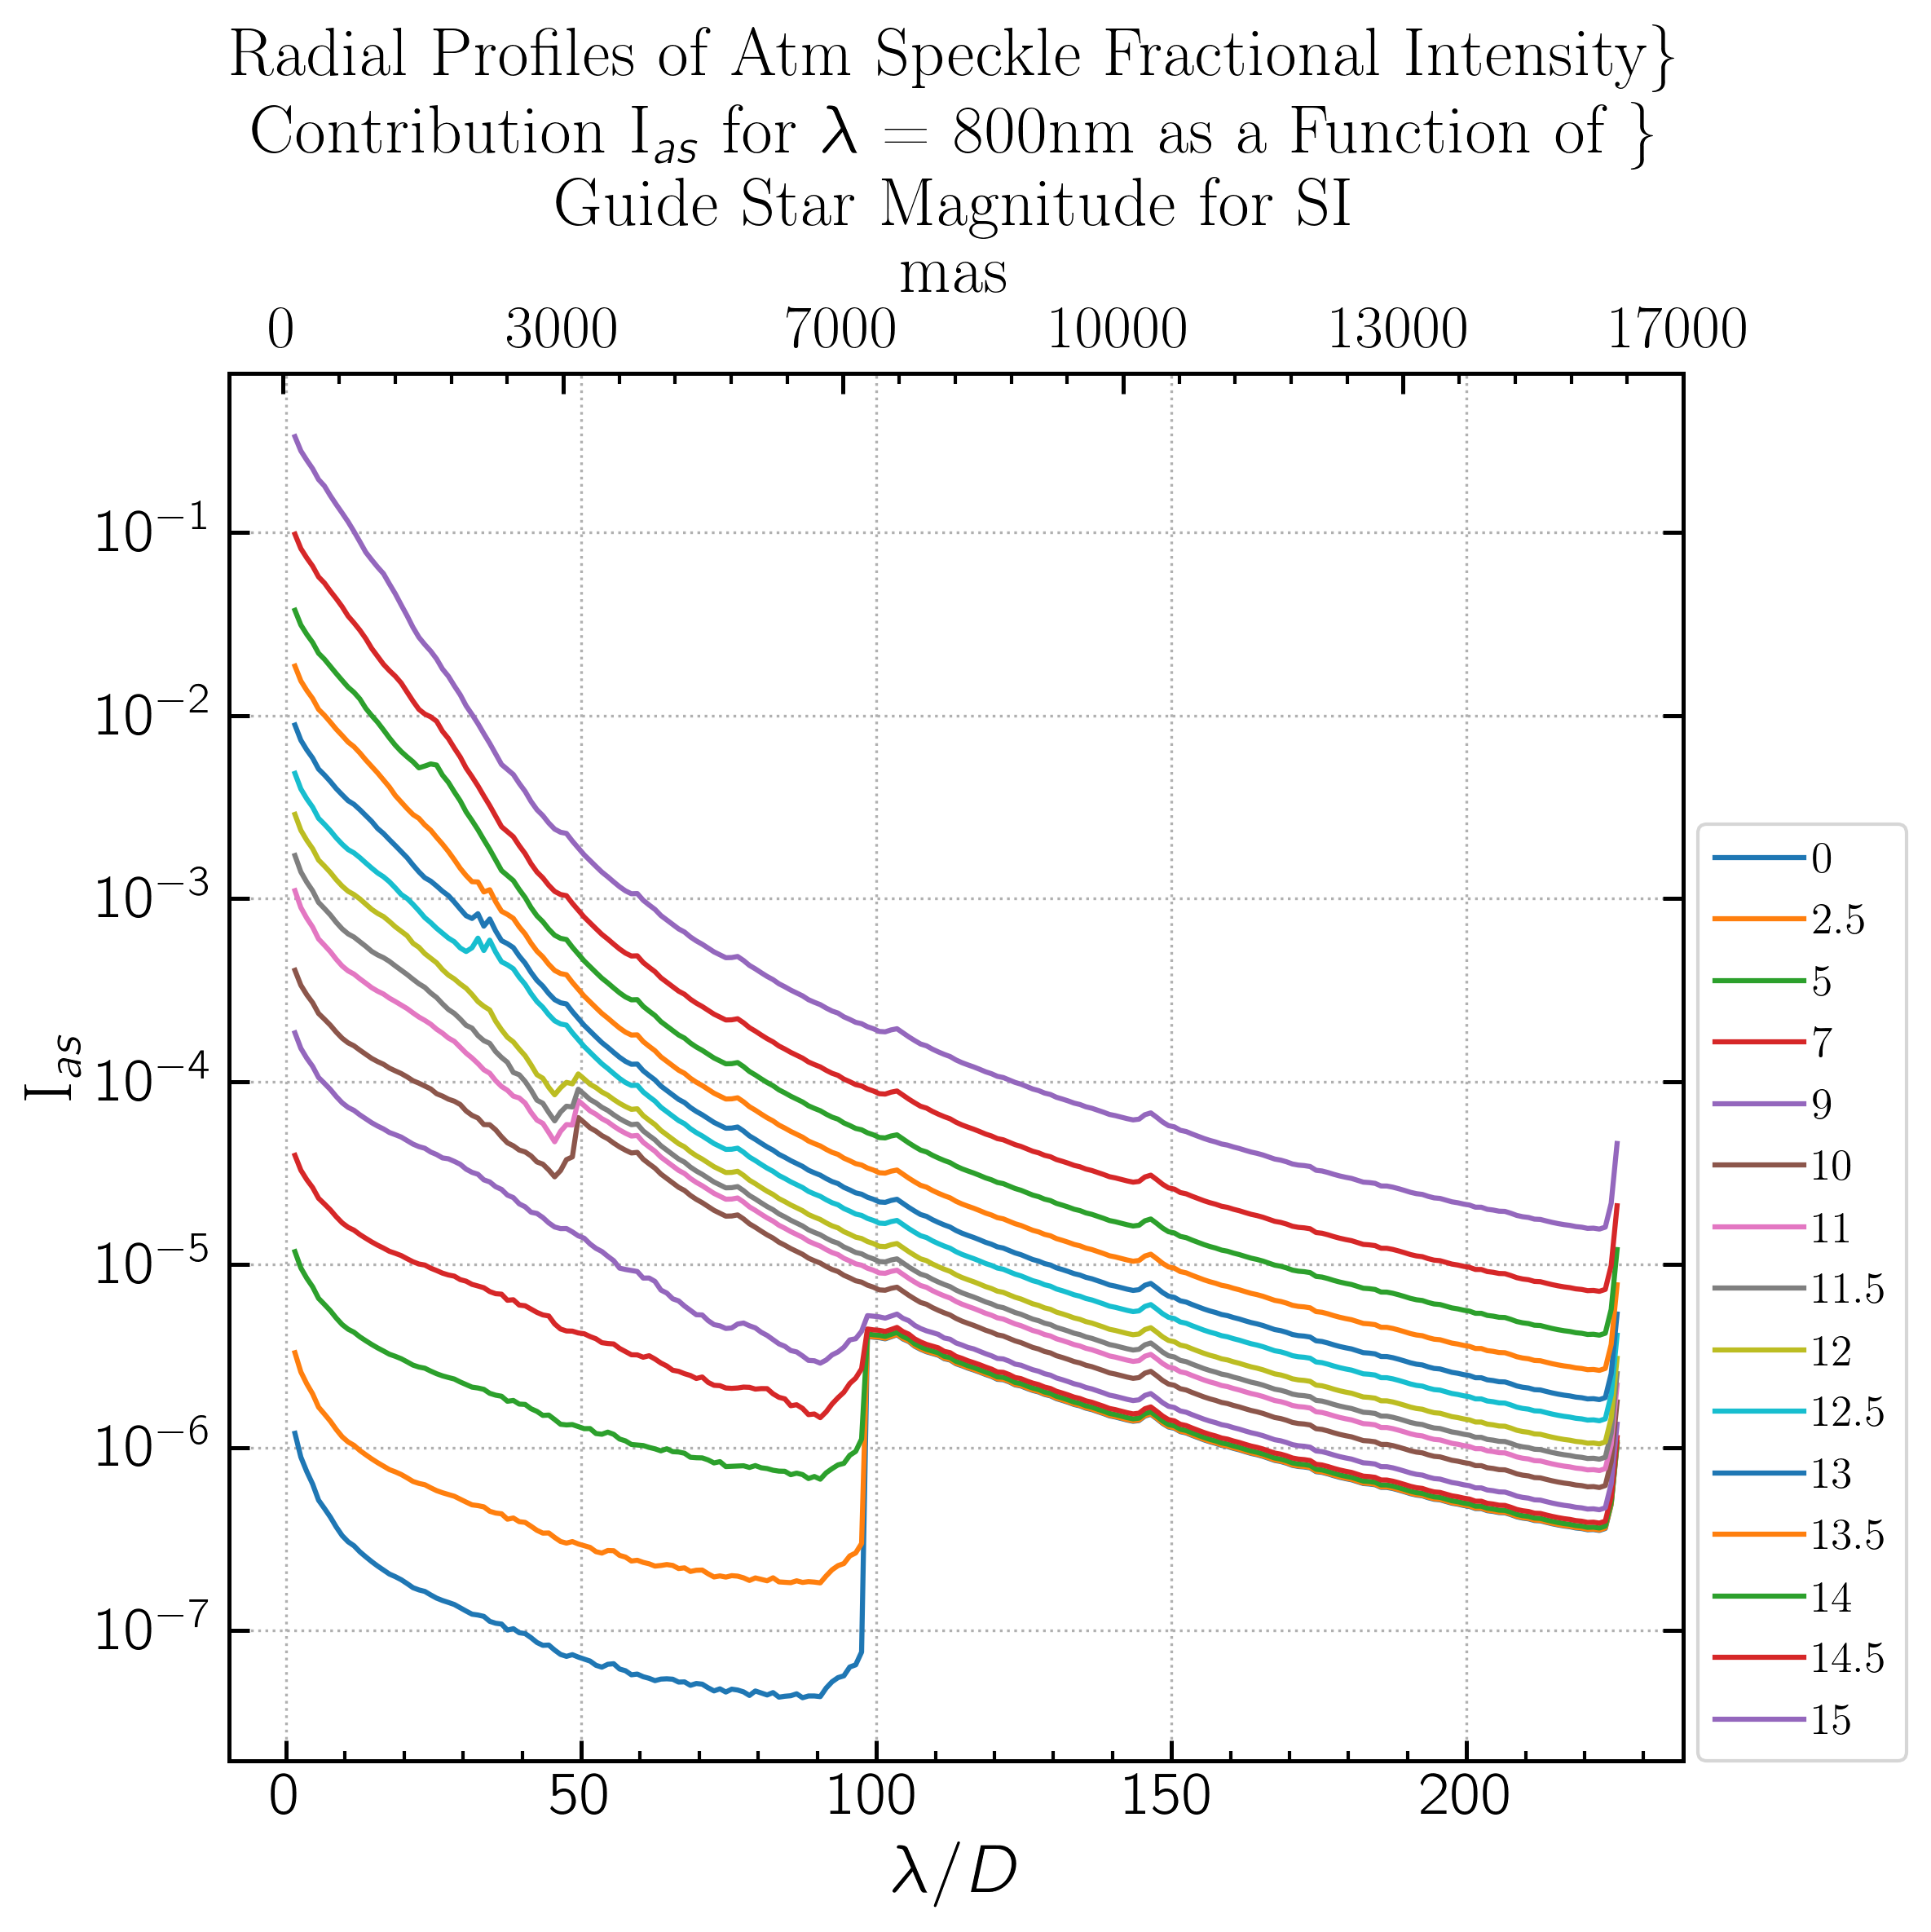 Radial Profiles of Atm Speckle Fractional Intensity}
Contribution I_as for λ = 800nm as a Function of }
Guide Star Magnitude for SI
mas
0 3000 7000 10000 13000 17000
I_as
10^−1
10^−2
10^−3
10^−4
10^−5
10^−6
10^−7
0 50 100 150 200
λ/D
0
2.5
5
7
9
10
11
11.5
12
12.5
13
13.5
14
14.5
15